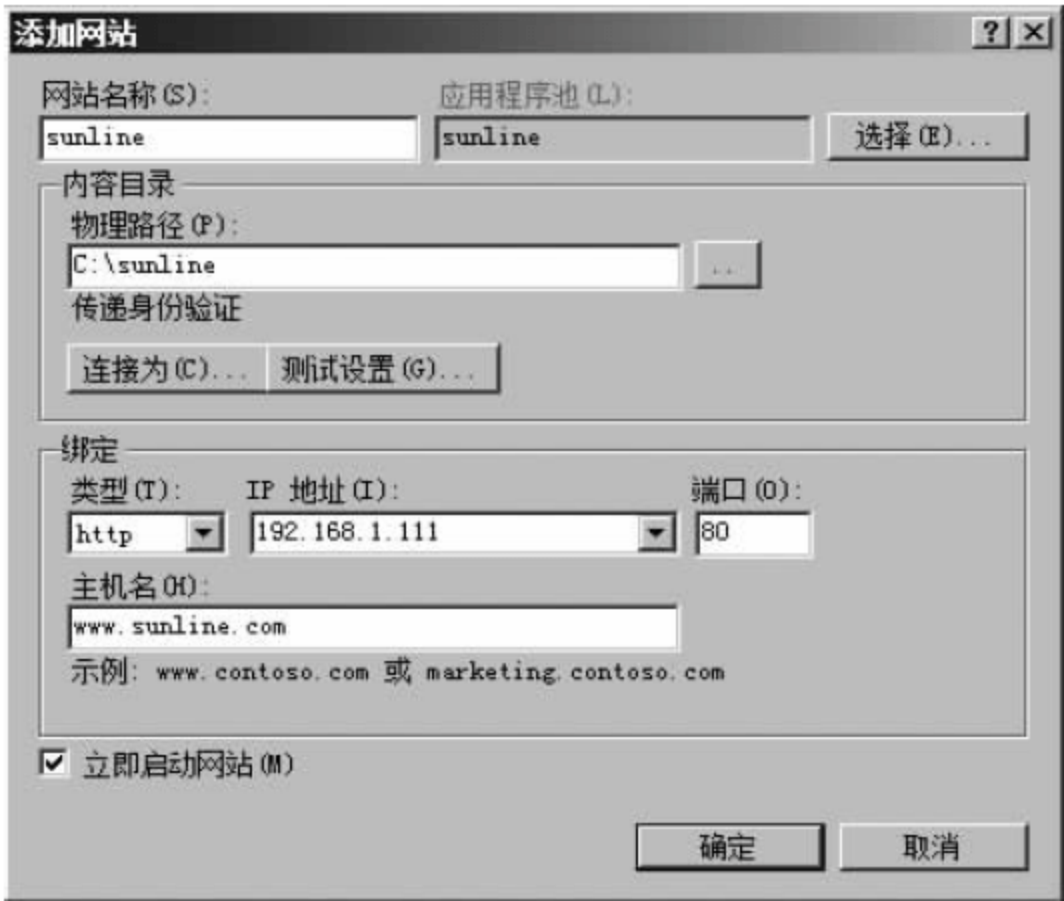 添加网站
网站名称(S): 应用程序池(L):
sunline sunline 选择(E)...
内容目录
物理路径(P):
C:\sunline ..
传递身份验证
连接为(C)... 测试设置(G)...
绑定
类型(T): IP 地址(I): 端口(O):
http 192.168.1.111 80
主机名(H):
www.sunline.com
示例: www.contoso.com 或 marketing.contoso.com
立即启动网站(M)
确定 取消